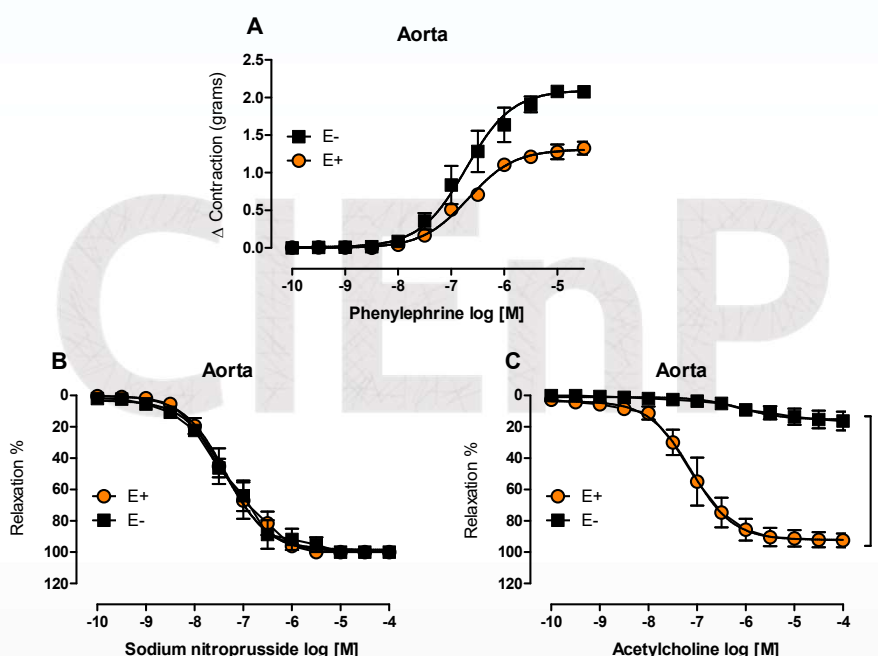 A
Aorta
Δ Contraction (grams)
2.5
2.0
1.5
1.0
0.5
0.0
E-
E+
-10 -9 -8 -7 -6 -5
Phenylephrine log [M]
CIEnP
B
Aorta
Relaxation %
0
20
40
60
80
100
120
E+
E-
-10 -9 -8 -7 -6 -5 -4
Sodium nitroprusside log [M]
C
Aorta
Relaxation %
0
20
40
60
80
100
120
E+
E-
-10 -9 -8 -7 -6 -5 -4
Acetylcholine log [M]